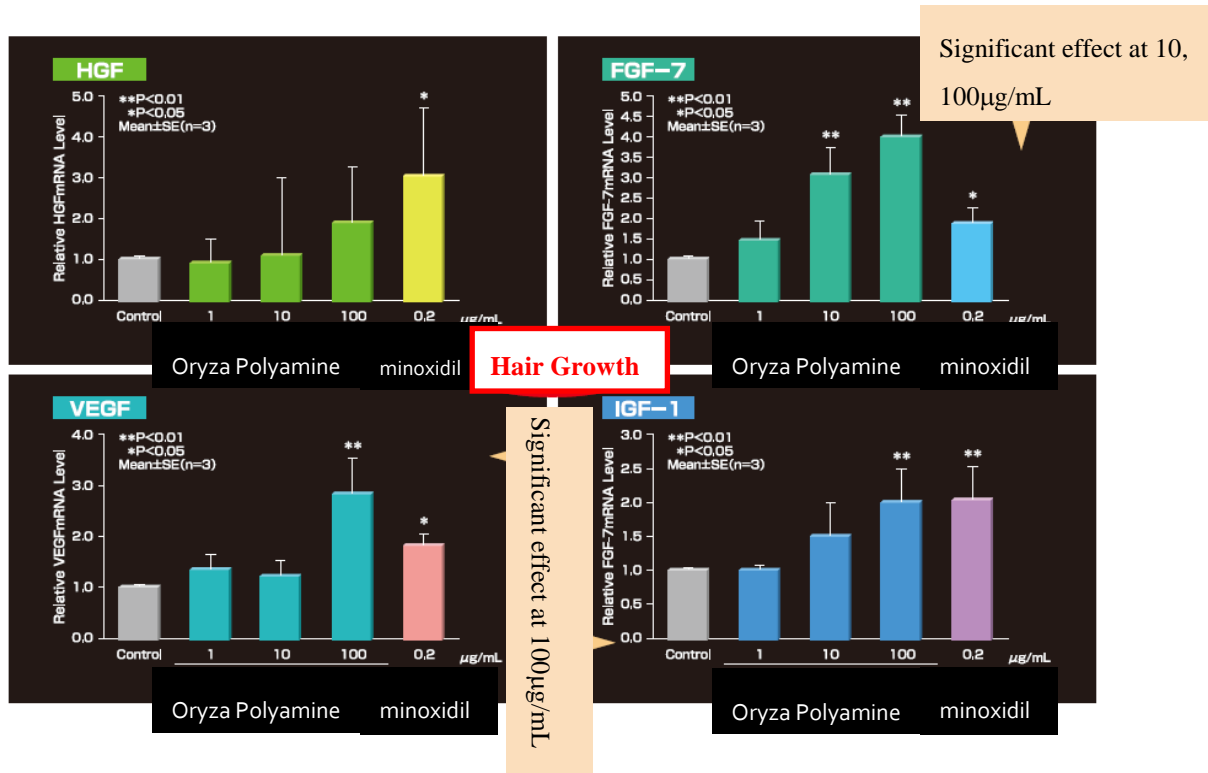 Significant effect at 10,
100µg/mL
HGF
**P<0.01
*P<0.05
Mean±SE(n=3)
Relative HGFmRNA Level
5.0
4.0
3.0
2.0
1.0
0.0
*
Control 1 10 100 0.2 µg/mL
Oryza Polyamine minoxidil
FGF-7
**P<0.01
*P<0.05
Mean±SE(n=3)
Relative FGF-7mRNA Level
5.0
4.5
4.0
3.5
3.0
2.0
1.5
1.0
0.5
0.0
**
**
*
Control 1 10 100 0.2 µg/mL
Oryza Polyamine minoxidil
Hair Growth
VEGF
**P<0.01
*P<0.05
Mean±SE(n=3)
Relative VEGFmRNA Level
4.0
3.0
2.0
1.0
0.0
**
*
Control 1 10 100 0.2 µg/mL
Oryza Polyamine minoxidil
Significant effect at 100µg/mL
IGF-1
**P<0.01
*P<0.05
Mean±SE(n=3)
Relative FGF-7mRNA Level
3.0
2.5
2.0
1.5
1.0
0.5
0.0
**
**
Control 1 10 100 0.2 µg/mL
Oryza Polyamine minoxidil